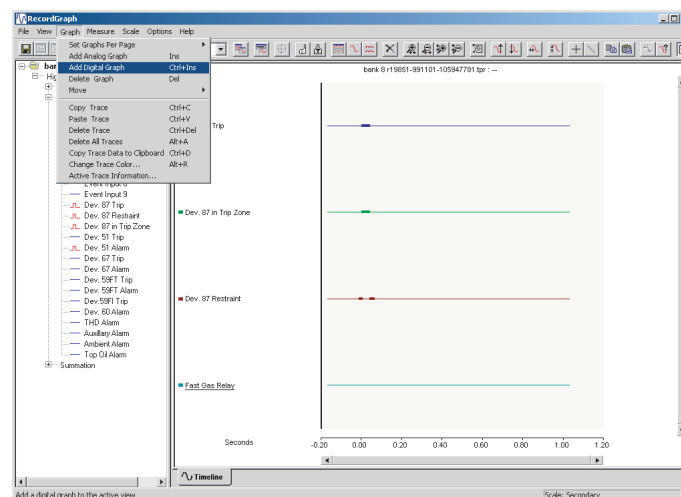 RecordGraph
File View Graph Measure Scale Options Help
Set Graphs Per Page
Add Analog Graph Ins
Add Digital Graph Ctrl+Ins
Delete Graph Del
Move
Copy Trace Ctrl+C
Paste Trace Ctrl+V
Delete Trace Ctrl+Del
Delete All Traces Alt+A
Copy Trace Data to Clipboard Ctrl+D
Change Trace Color... Alt+R
Active Trace Information...
Event Input 9
Dev. 87 Trip
Dev. 87 Restraint
Dev. 87 in Trip Zone
Dev. 51 Trip
Dev. 51 Alarm
Dev. 67 Trip
Dev. 67 Alarm
Dev. 59FT Trip
Dev. 59FT Alarm
Dev.59FI Trip
Dev. 60 Alarm
THD Alarm
Auxillary Alarm
Ambient Alarm
Top Oil Alarm
Summation
bank 8 r19851-991101-105947781.tpr : --
Trip
Dev. 87 in Trip Zone
Dev. 87 Restraint
Fast Gas Relay
Seconds
-0.20 0.00 0.20 0.40 0.60 0.80 1.00 1.20
Timeline
Add a digital graph to the active view
Scale: Secondary